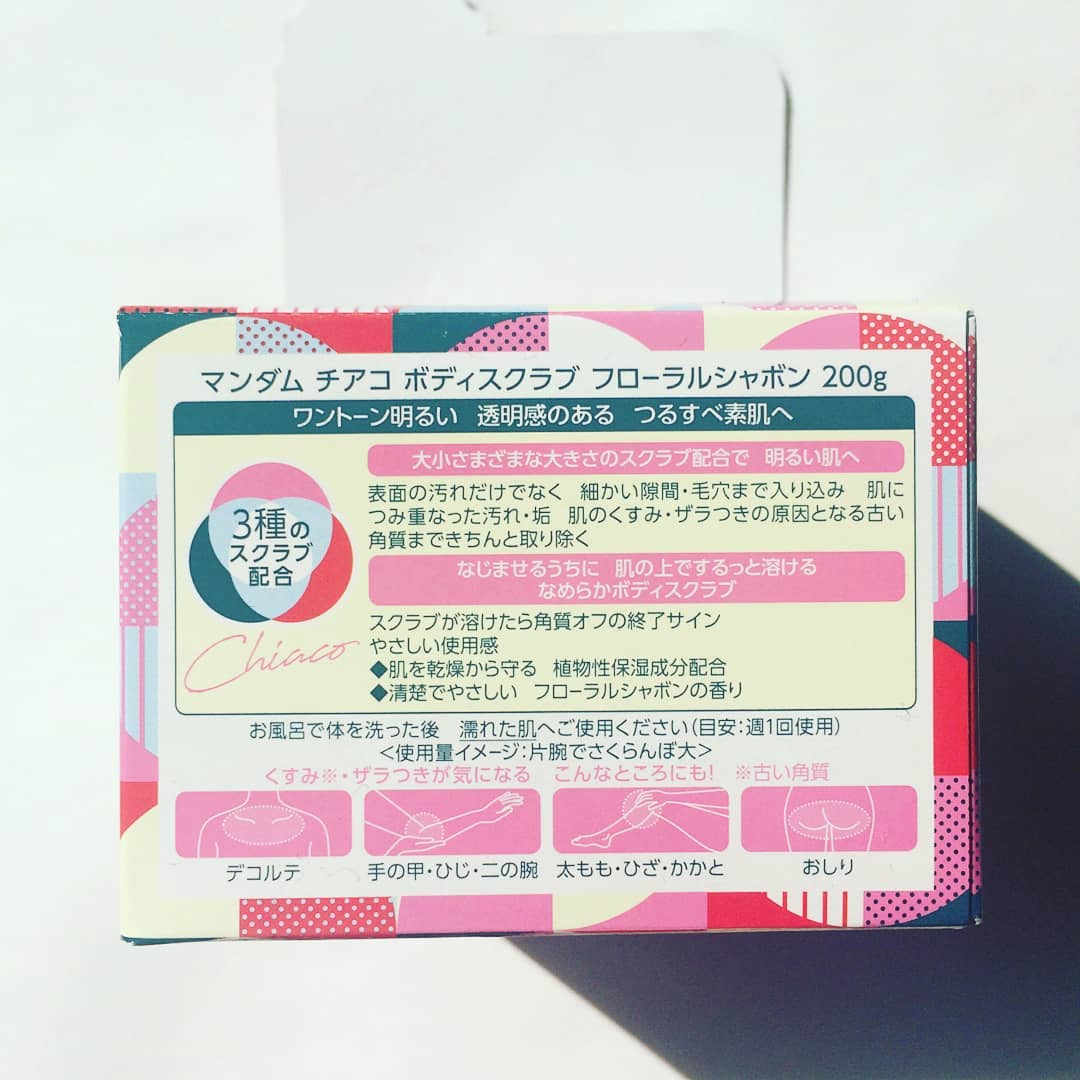 マンダム チアコ ボディスクラブ フローラルシャボン 200g
ワントーン明るい 透明感のある つるすべ素肌へ
大小さまざまな大きさのスクラブ配合で 明るい肌へ
表面の汚れだけでなく 細かい隙間・毛穴まで入り込み 肌に
つみ重なった汚れ・垢 肌のくすみ・ザラつきの原因となる古い
角質まできちんと取り除く
3種の
スクラブ
配合
Chiaco
なじませるうちに 肌の上でするっと溶ける
なめらかボディスクラブ
スクラブが溶けたら角質オフの終了サイン
やさしい使用感
◆肌を乾燥から守る 植物性保湿成分配合
◆清楚でやさしい フローラルシャボンの香り
お風呂で体を洗った後 濡れた肌へご使用ください(目安:週1回使用)
<使用量イメージ:片腕でさくらんぼ大>
くすみ※・ザラつきが気になる こんなところにも! ※古い角質
デコルテ
手の甲・ひじ・二の腕
太もも・ひざ・かかと
おしり